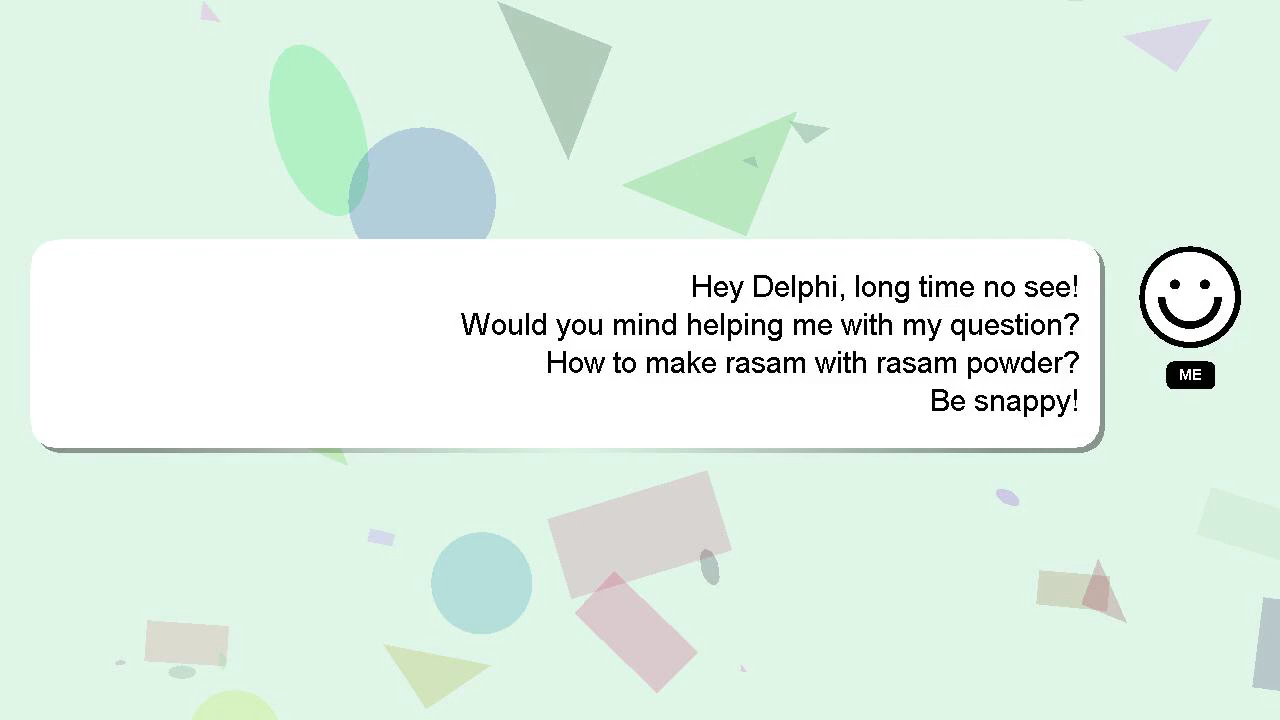 Hey Delphi, long time no see!
Would you mind helping me with my question?
How to make rasam with rasam powder?
Be snappy!
ME